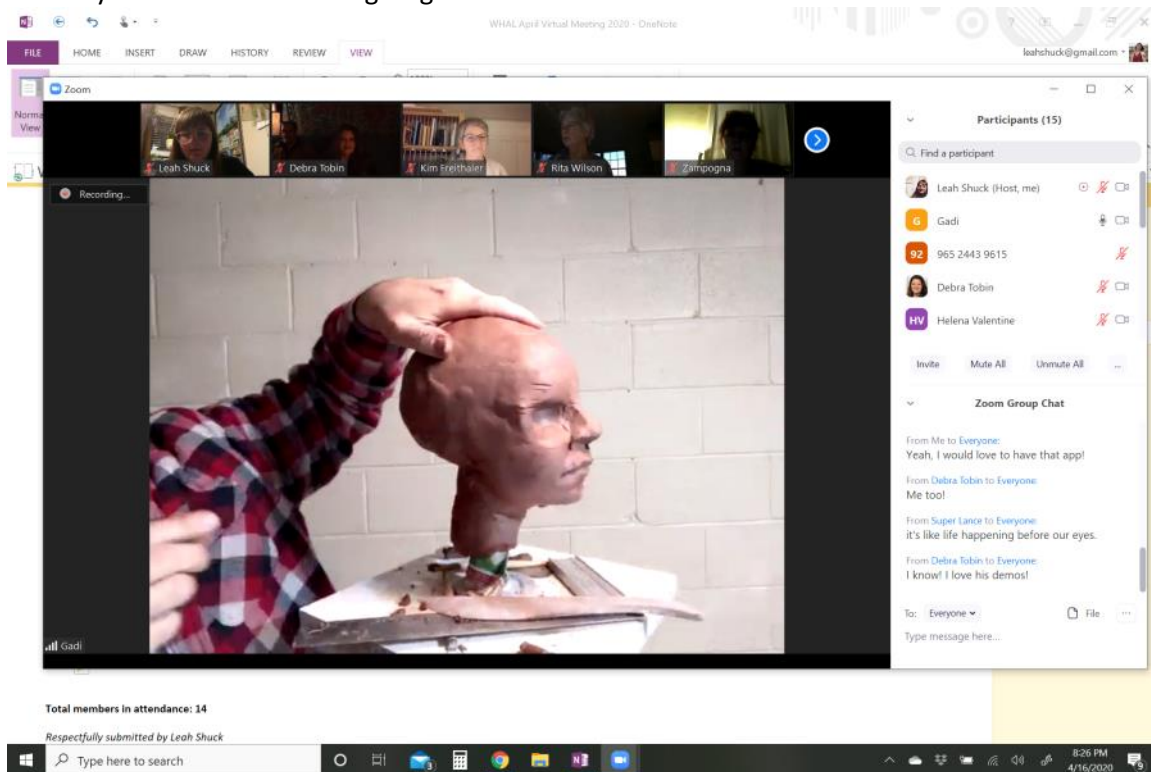 WHAL April Virtual Meeting 2020 - OneNote
FILE HOME INSERT DRAW HISTORY REVIEW VIEW
leahshuck@gmail.com
Normal
View
Zoom
Leah Shuck
Debra Tobin
Kim Freithaler
Rita Wilson
Zampogna
Recording...
Gadi
Participants (15)
Find a participant
Leah Shuck (Host, me)
G Gadi
92 965 2443 9615
Debra Tobin
HV Helena Valentine
Invite Mute All Unmute All ...
Zoom Group Chat
From Me to Everyone:
Yeah, I would love to have that app!
From Debra Tobin to Everyone:
Me too!
From Super Lance to Everyone:
it's like life happening before our eyes.
From Debra Tobin to Everyone:
I know! I love his demos!
To: Everyone File ...
Type message here...
Total members in attendance: 14
Respectfully submitted by Leah Shuck
Type here to search
8:26 PM
4/16/2020